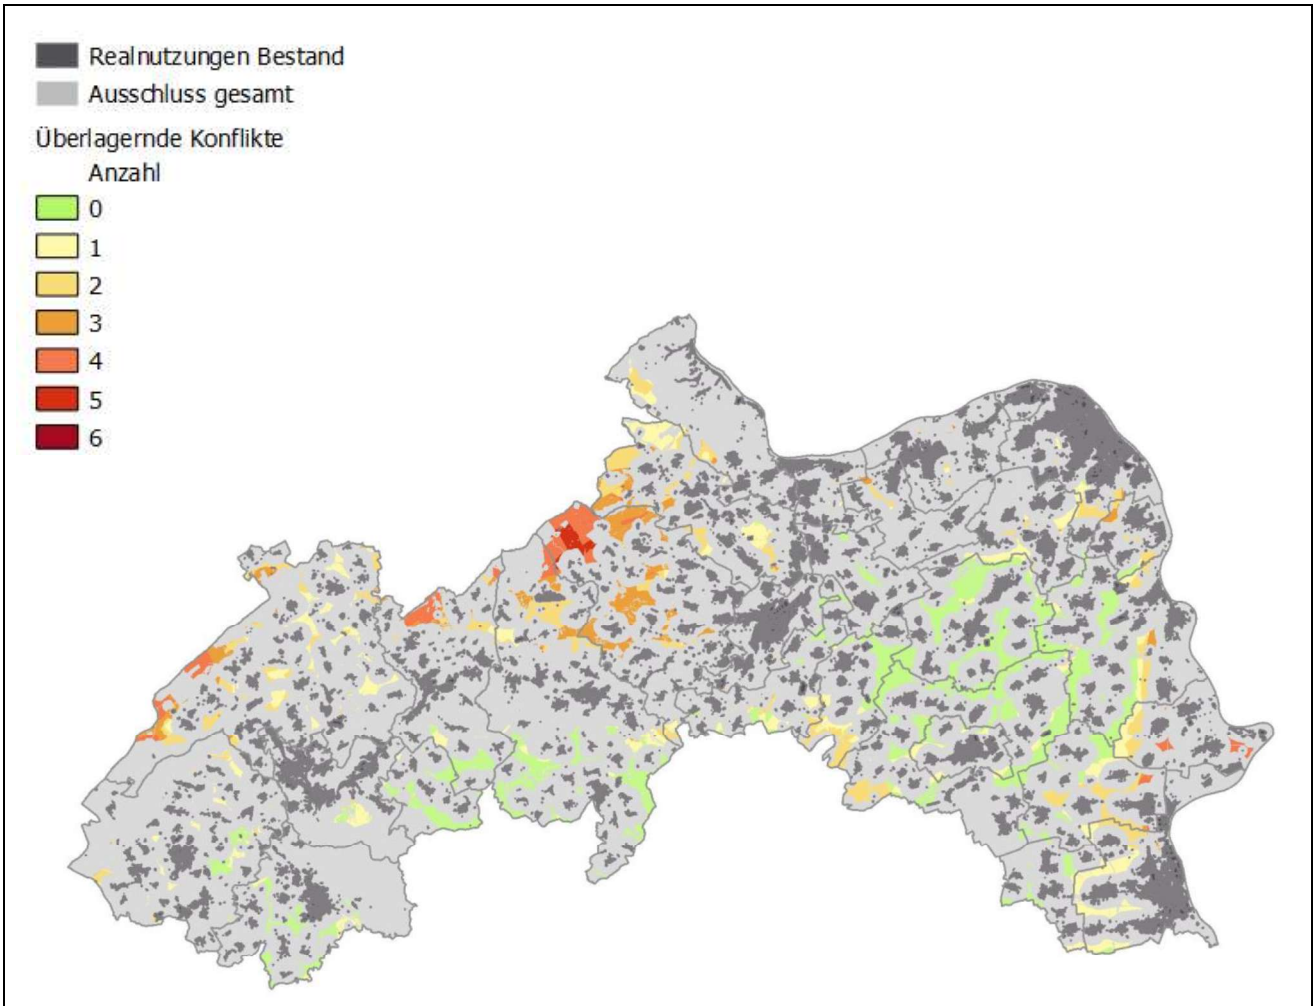 Realnutzungen Bestand
Ausschluss gesamt
Überlagernde Konflikte
Anzahl
0
1
2
3
4
5
6